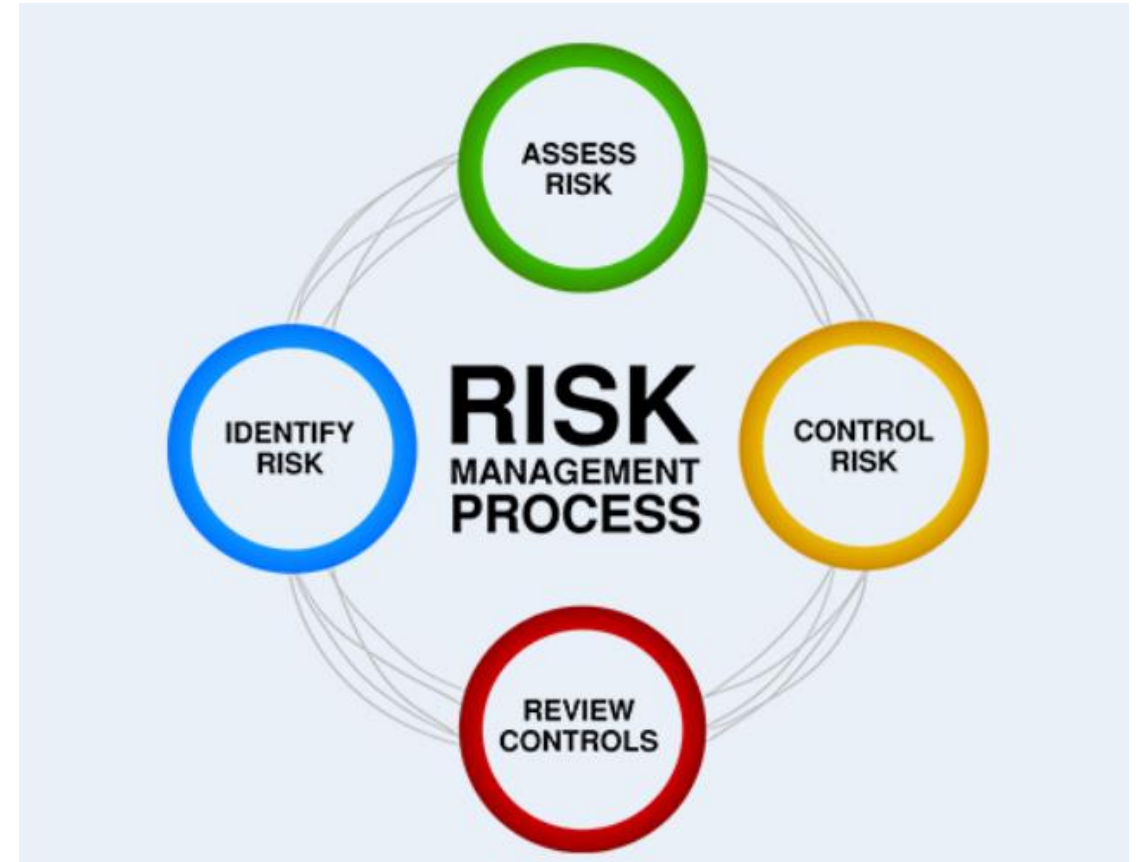 ASSESS
RISK
IDENTIFY
RISK
RISK
MANAGEMENT
PROCESS
CONTROL
RISK
REVIEW
CONTROLS